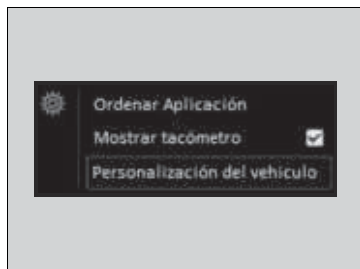 Ordenar Aplicación
Mostrar tacómetro
Personalización del vehículo